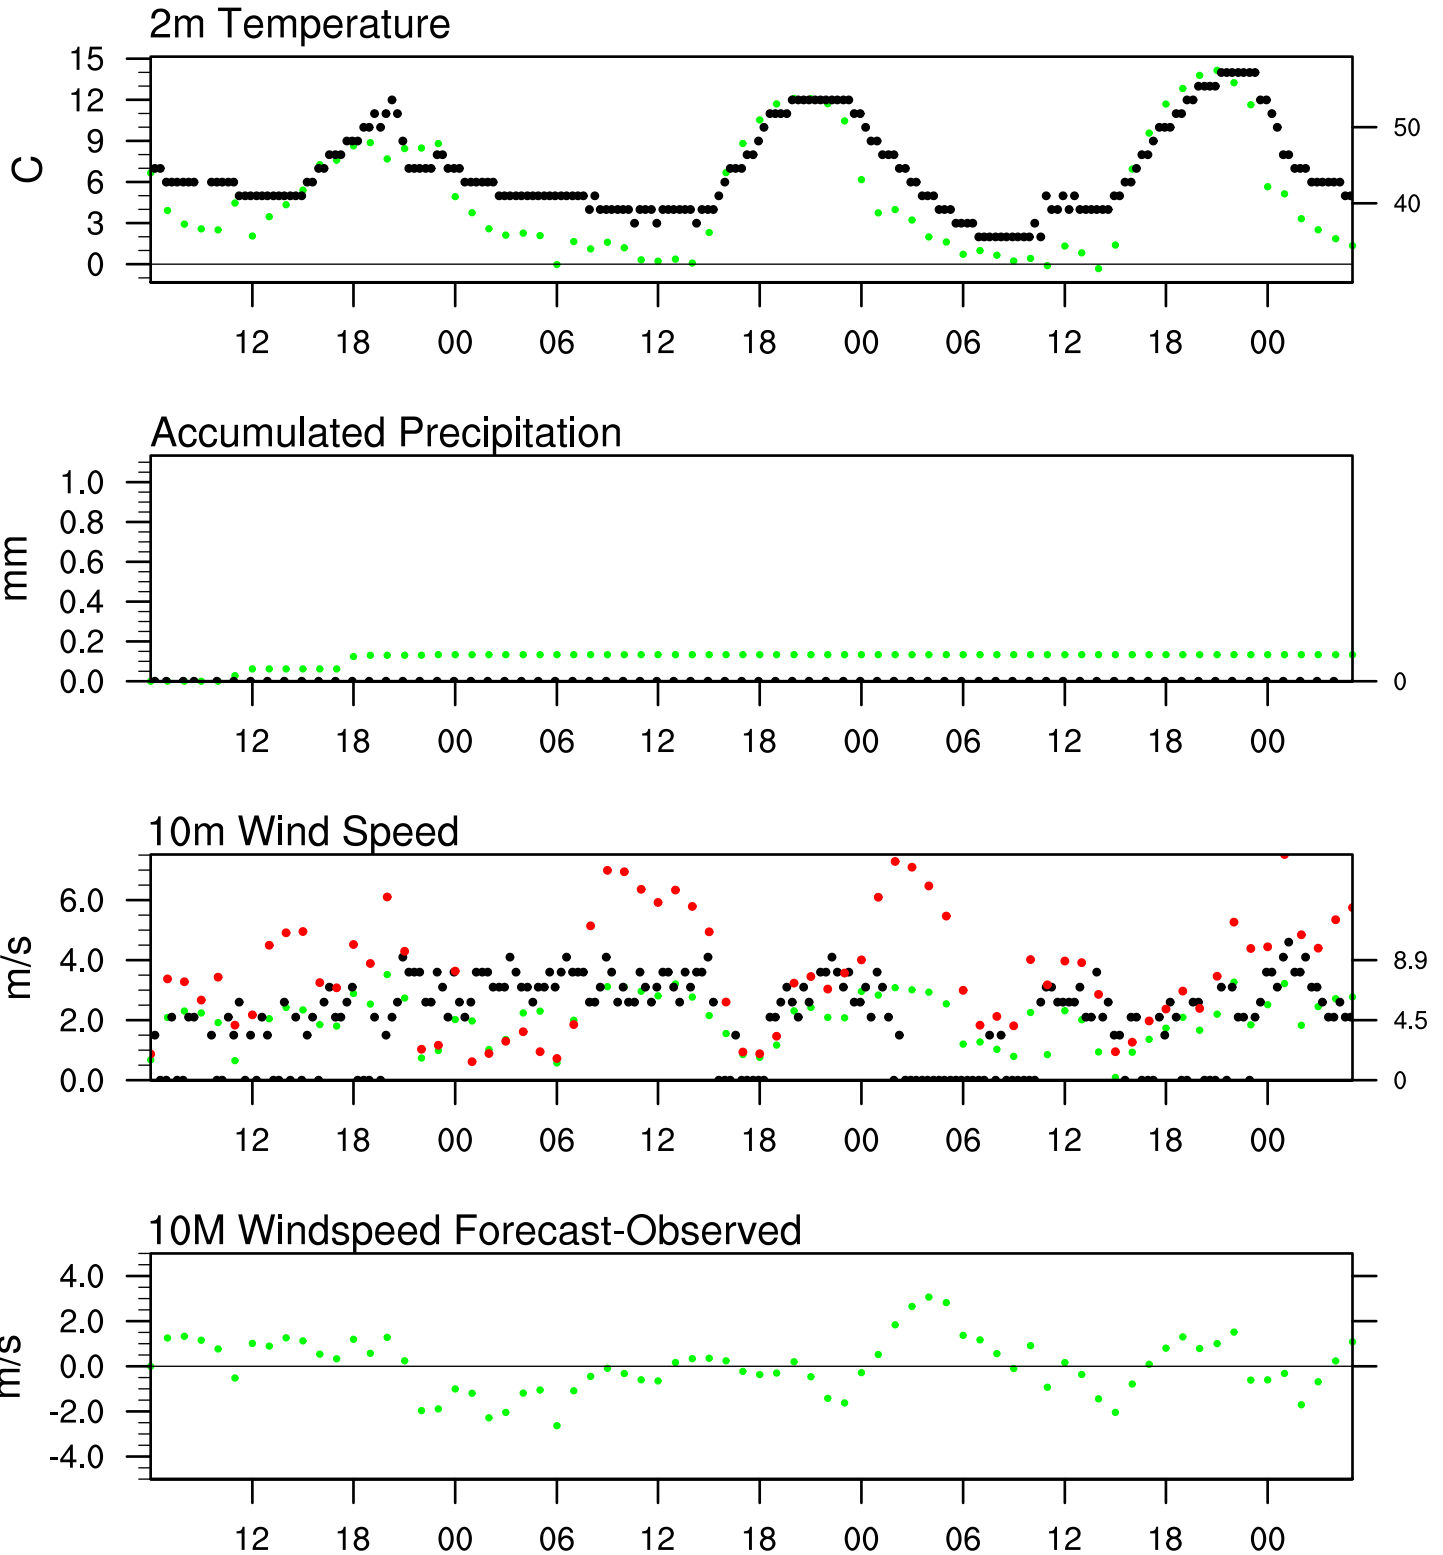 2m Temperature
15
12
9
6
3
0
C
50
40
12 18 00 06 12 18 00 06 12 18 00
Accumulated Precipitation
1.0
0.8
0.6
0.4
0.2
0.0
mm
0
12 18 00 06 12 18 00 06 12 18 00
10m Wind Speed
6.0
4.0
2.0
0.0
m/s
8.9
4.5
0
12 18 00 06 12 18 00 06 12 18 00
10M Windspeed Forecast-Observed
4.0
2.0
0.0
-2.0
-4.0
m/s
12 18 00 06 12 18 00 06 12 18 00